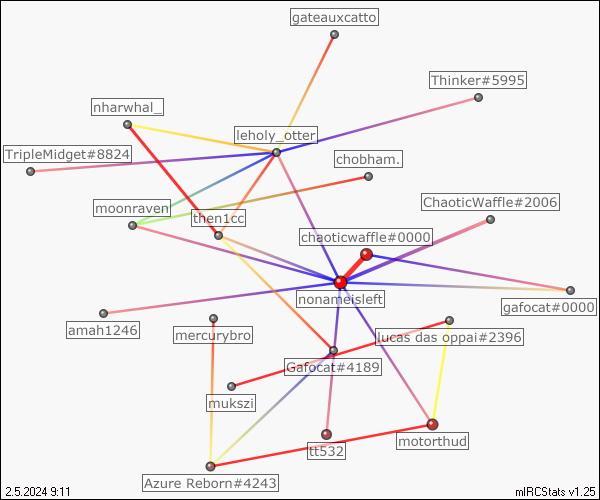 gateauxcatto
Thinker#5995
nharwhal_
leholy_otter
TripleMidget#8824
chobham.
moonraven
then1cc
ChaoticWaffle#2006
chaoticwaffle#0000
nonameisleft
gafocat#0000
amah1246
mercurybro
lucas das oppai#2396
Gafocat#4189
mukszi
motorthud
tt532
Azure Reborn#4243
2.5.2024 9:11
mIRCStats v1.25